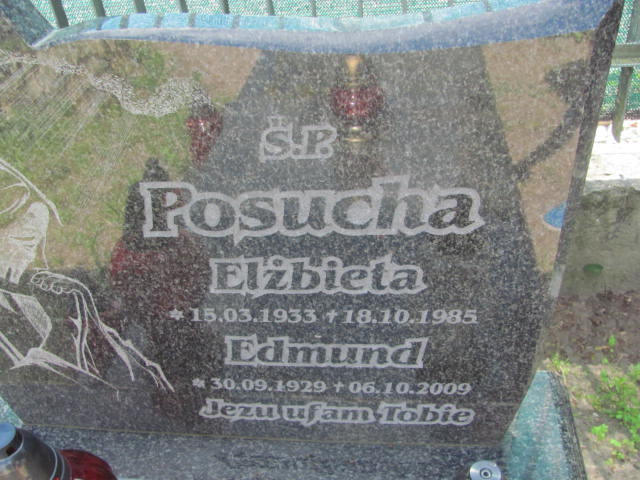 Ś.P.
Posucha
Elżbieta
* 15.03.1933 + 18.10.1985
Edmund
* 30.09.1929 + 06.10.2009
Jezu ufam Tobie